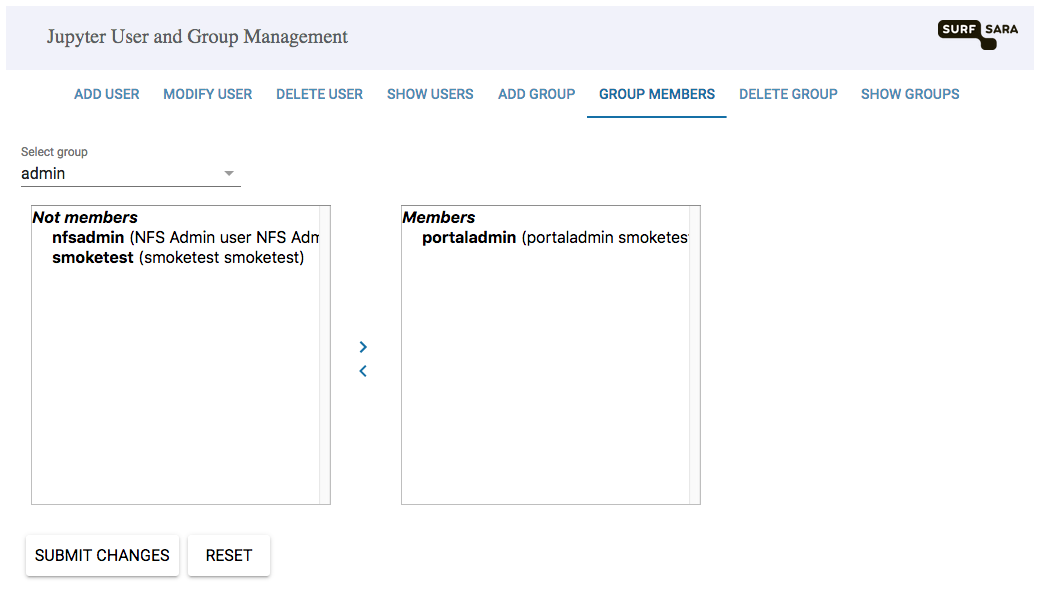 Jupyter User and Group Management
SURF SARA
ADD USER MODIFY USER DELETE USER SHOW USERS ADD GROUP GROUP MEMBERS DELETE GROUP SHOW GROUPS
Select group
admin
Not members
nfsadmin (NFS Admin user NFS Adm
smoketest (smoketest smoketest)
Members
portaladmin (portaladmin smoketest
SUBMIT CHANGES RESET